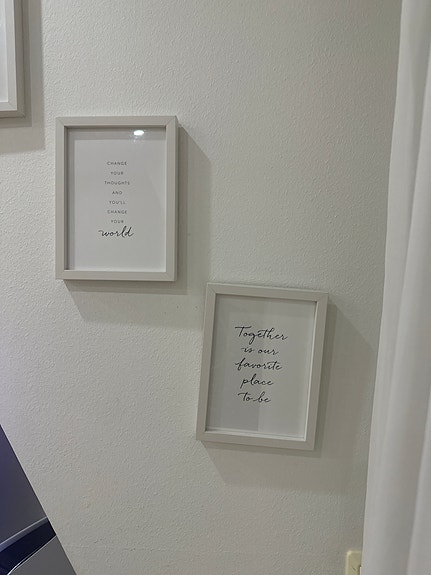 CHANGE
YOUR
THOUGHTS
AND
YOU'LL
CHANGE
YOUR
world
Together
is our
favorite
place
to be